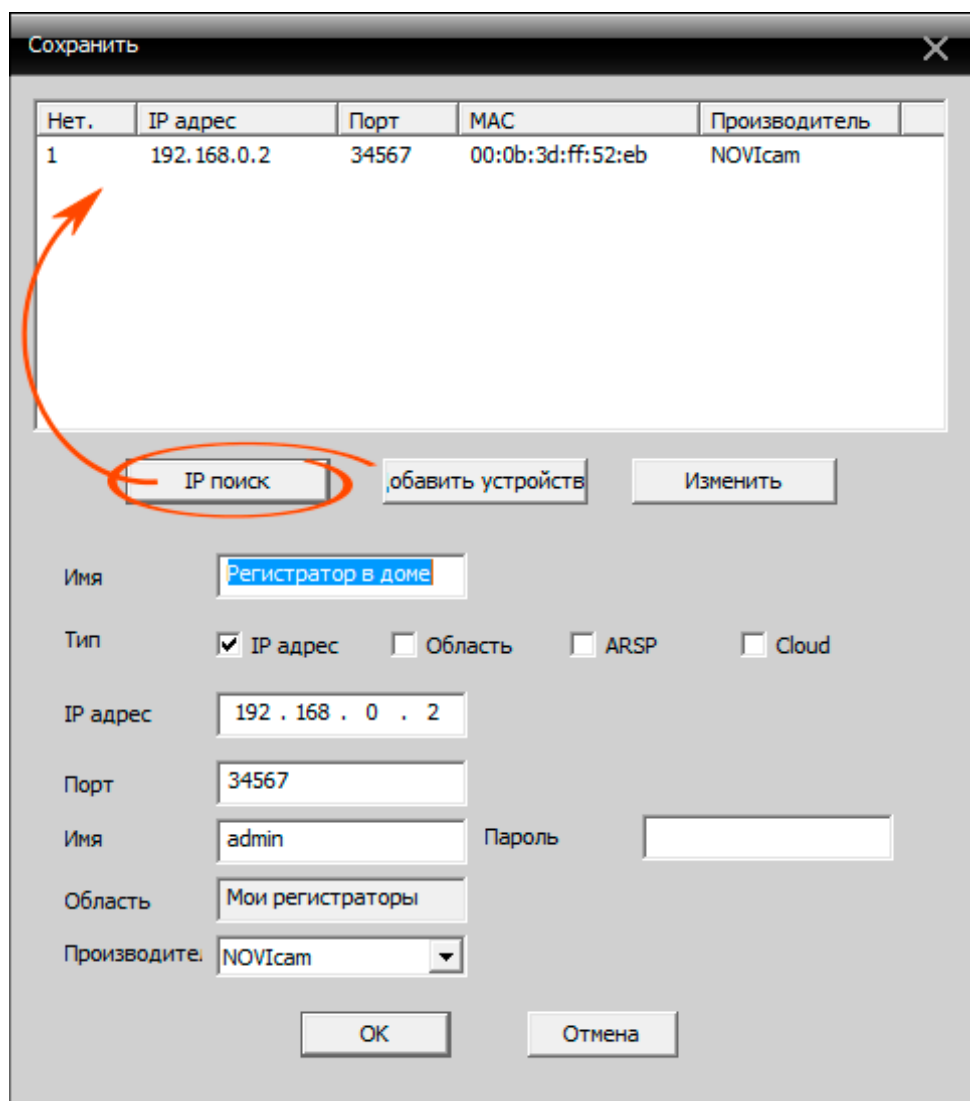 Сохранить
Нет. IP адрес Порт MAC Производитель
1 192.168.0.2 34567 00:0b:3d:ff:52:eb NOVIcam
IP поиск обавить устройств Изменить
Имя Регистратор в доме
Тип IP адрес Область ARSP Cloud
IP адрес 192 . 168 . 0 . 2
Порт 34567
Имя admin Пароль
Область Мои регистраторы
Производител NOVIcam
OK Отмена